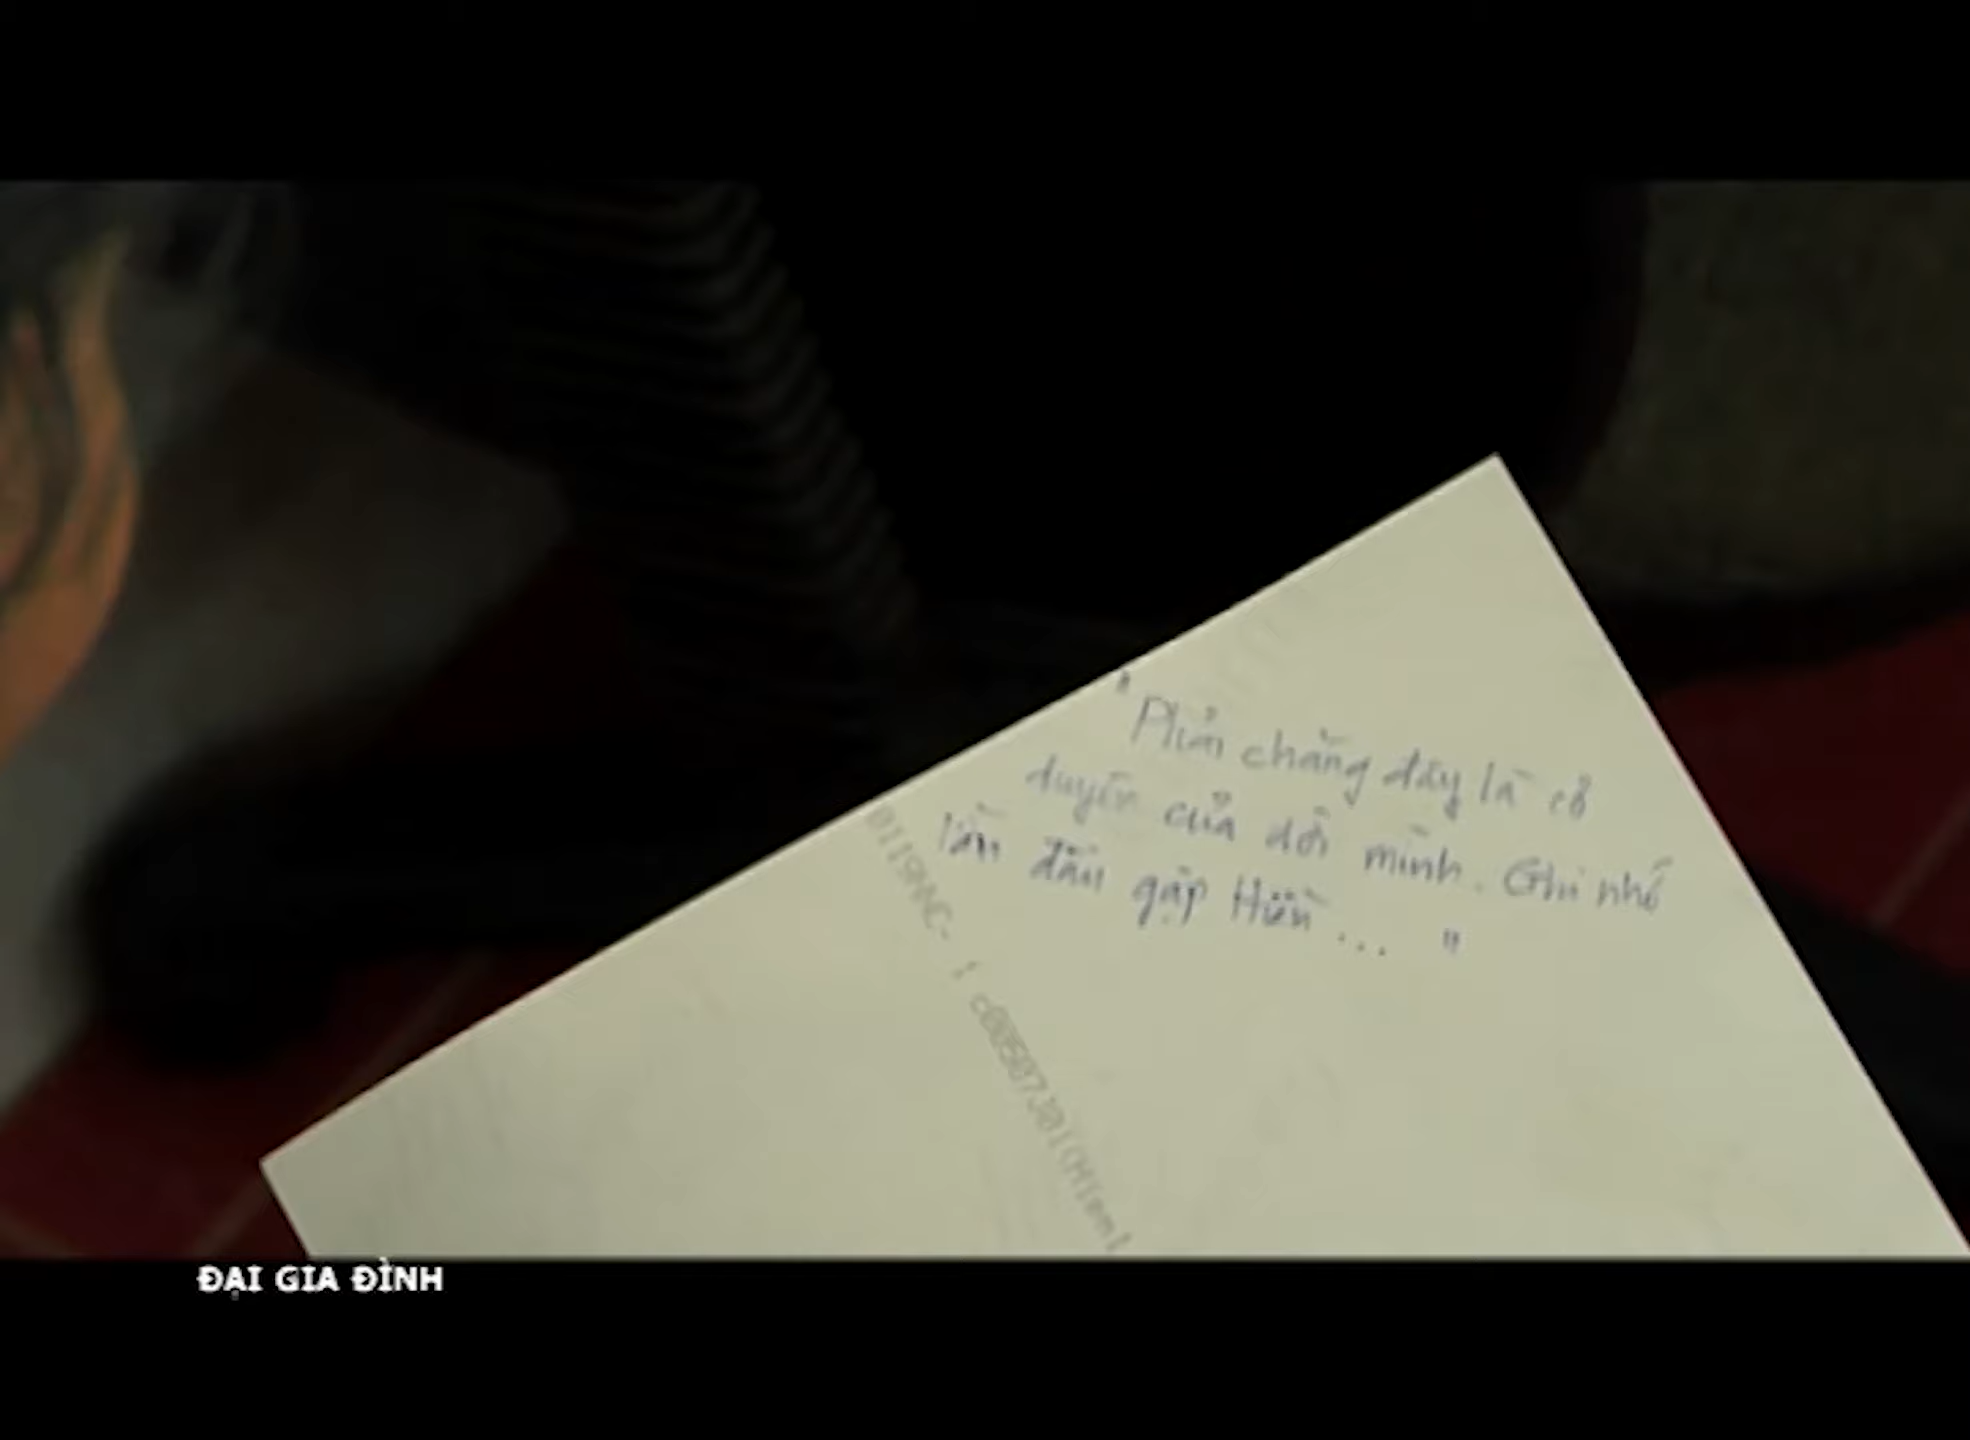 "Phải chăng đây là cơ
duyên của đời mình. Ghi nhớ
lần đầu gặp Hiền... "
ĐẠI GIA ĐÌNH